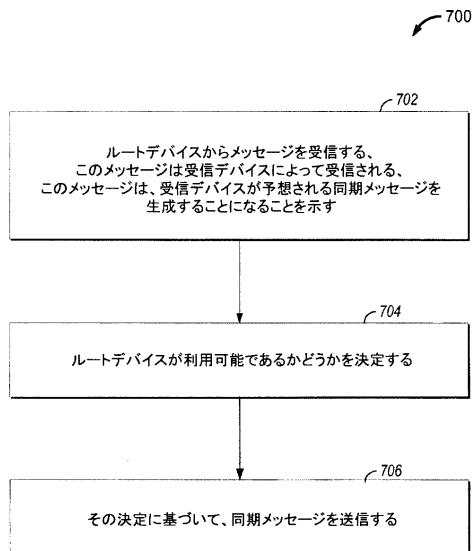 700
702
ルートデバイスからメッセージを受信する、
このメッセージは受信デバイスによって受信される、
このメッセージは、受信デバイスが予想される同期メッセージを
生成することになることを示す
704
ルートデバイスが利用可能であるかどうかを決定する
706
その決定に基づいて、同期メッセージを送信する